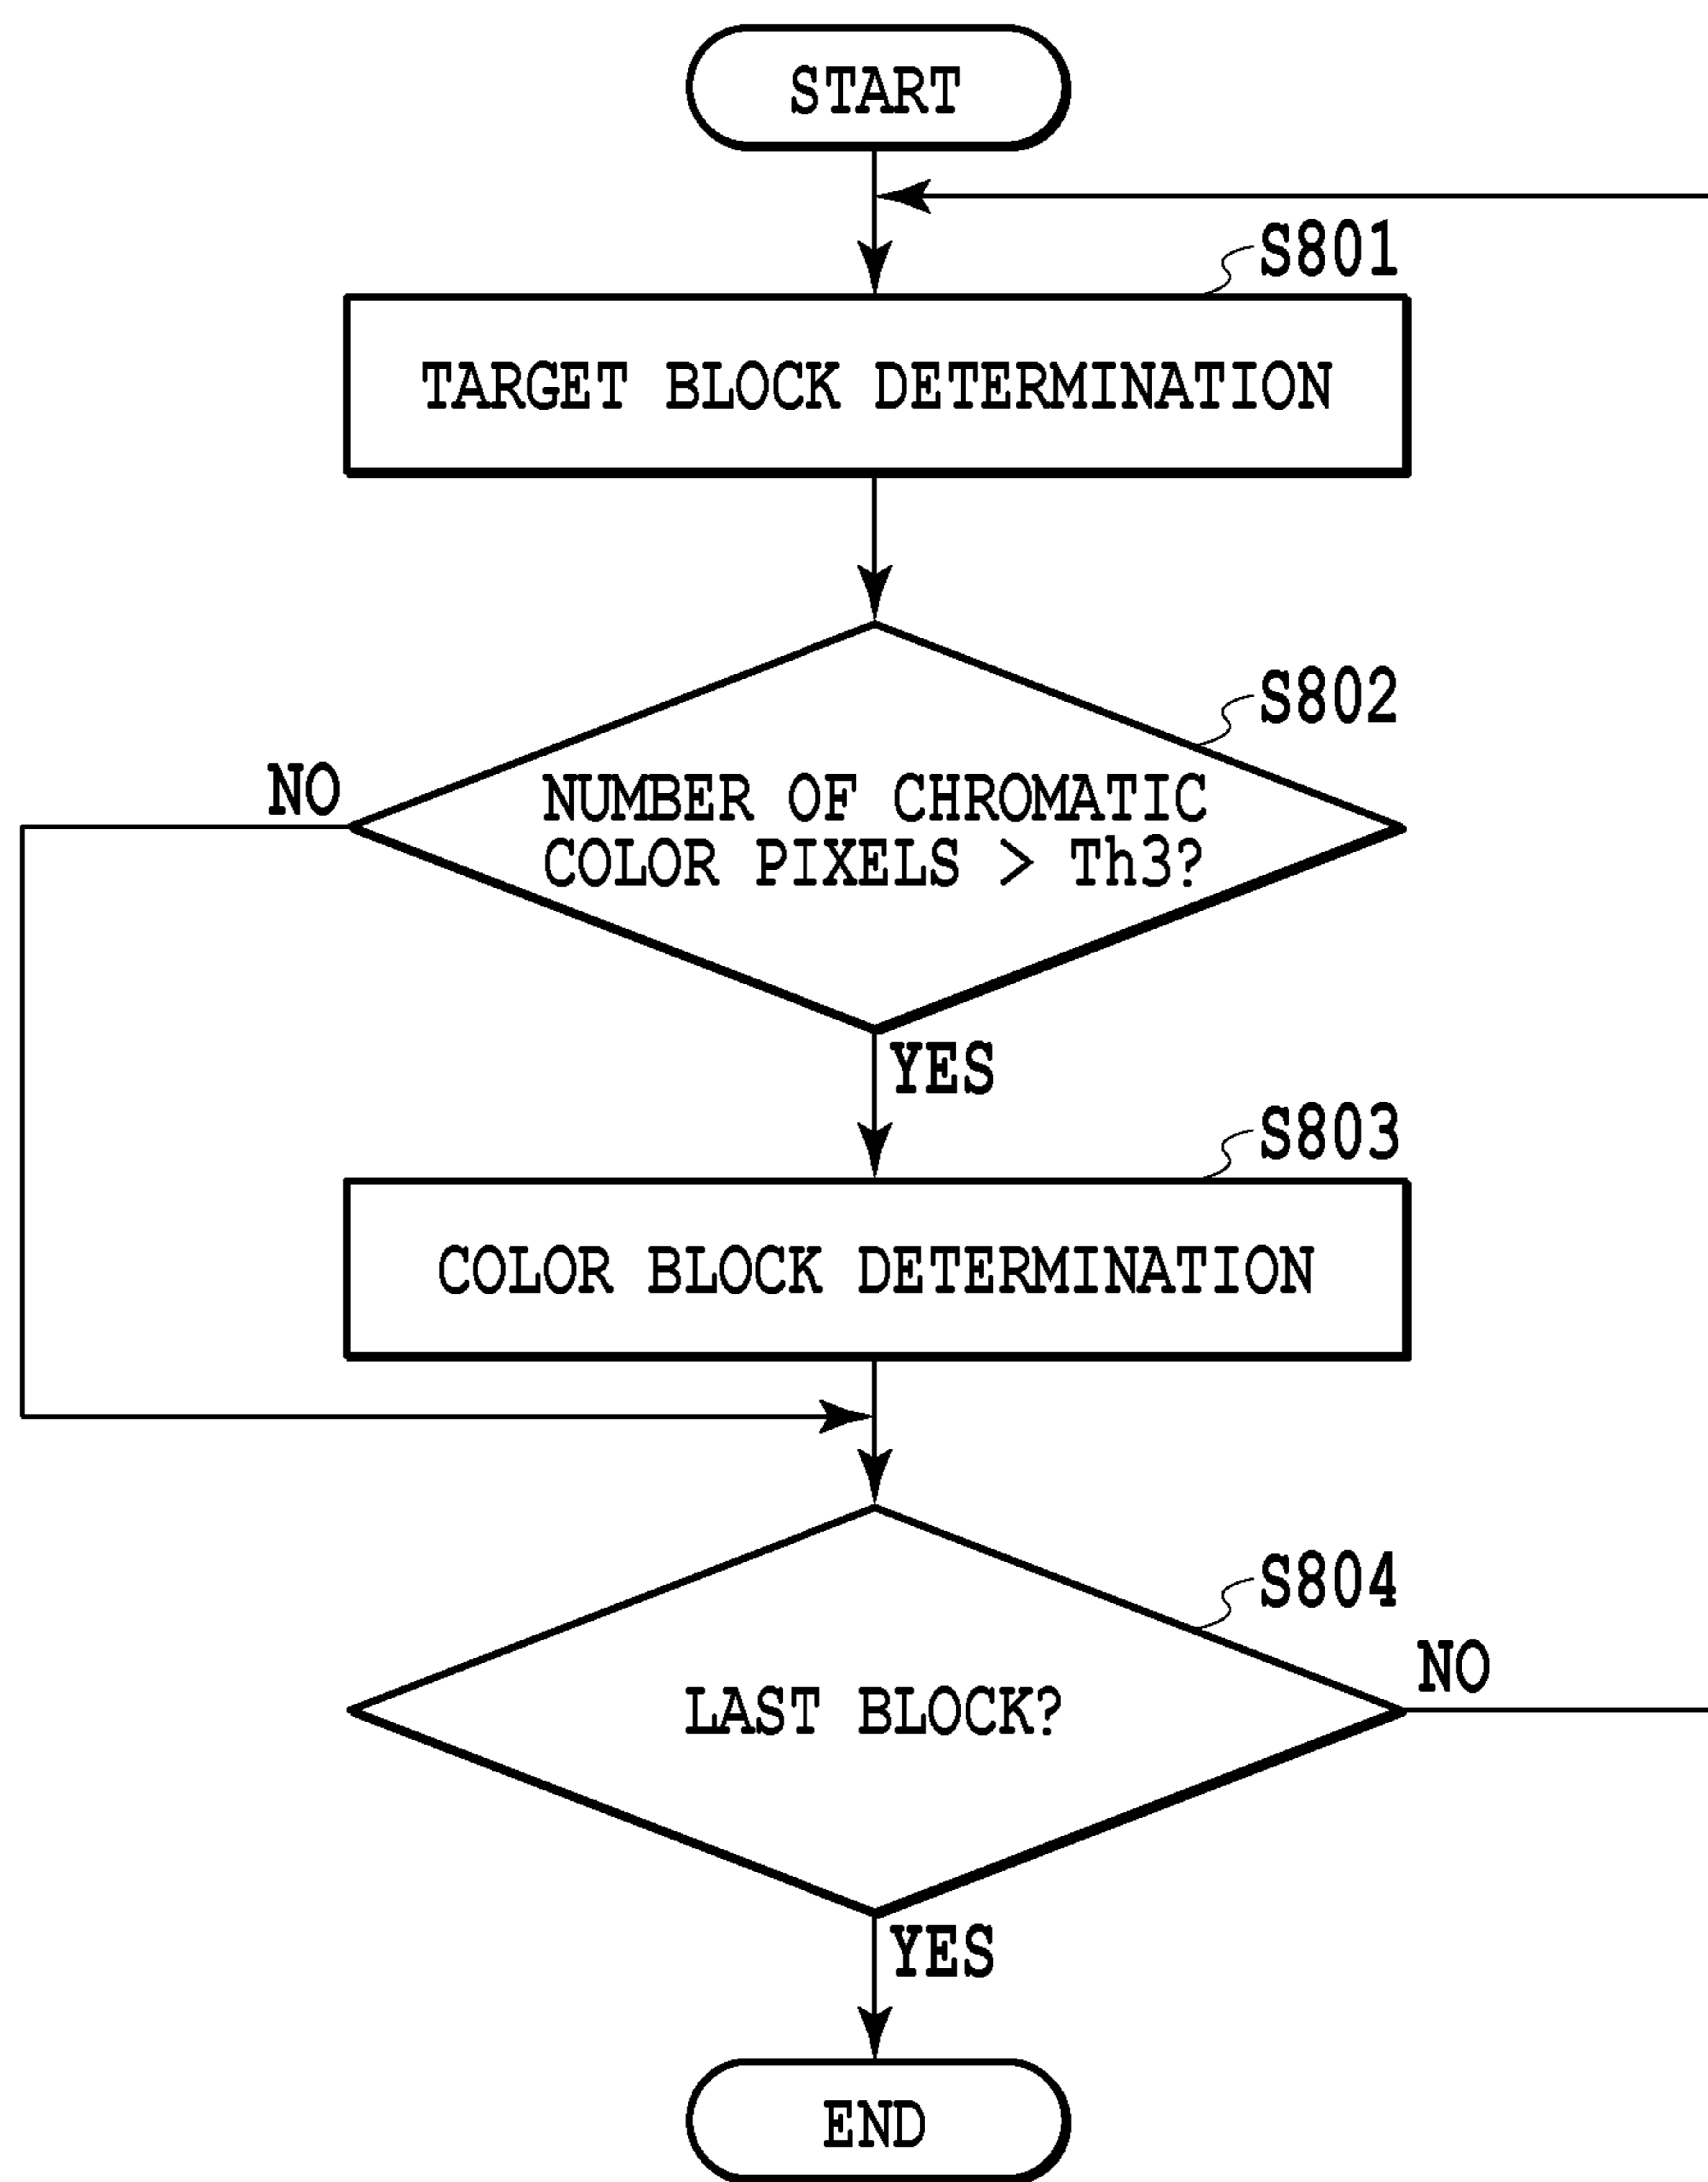 START
S801
TARGET BLOCK DETERMINATION
S802
NO
NUMBER OF CHROMATIC
COLOR PIXELS > Th3?
YES
S803
COLOR BLOCK DETERMINATION
S804
NO
LAST BLOCK?
YES
END